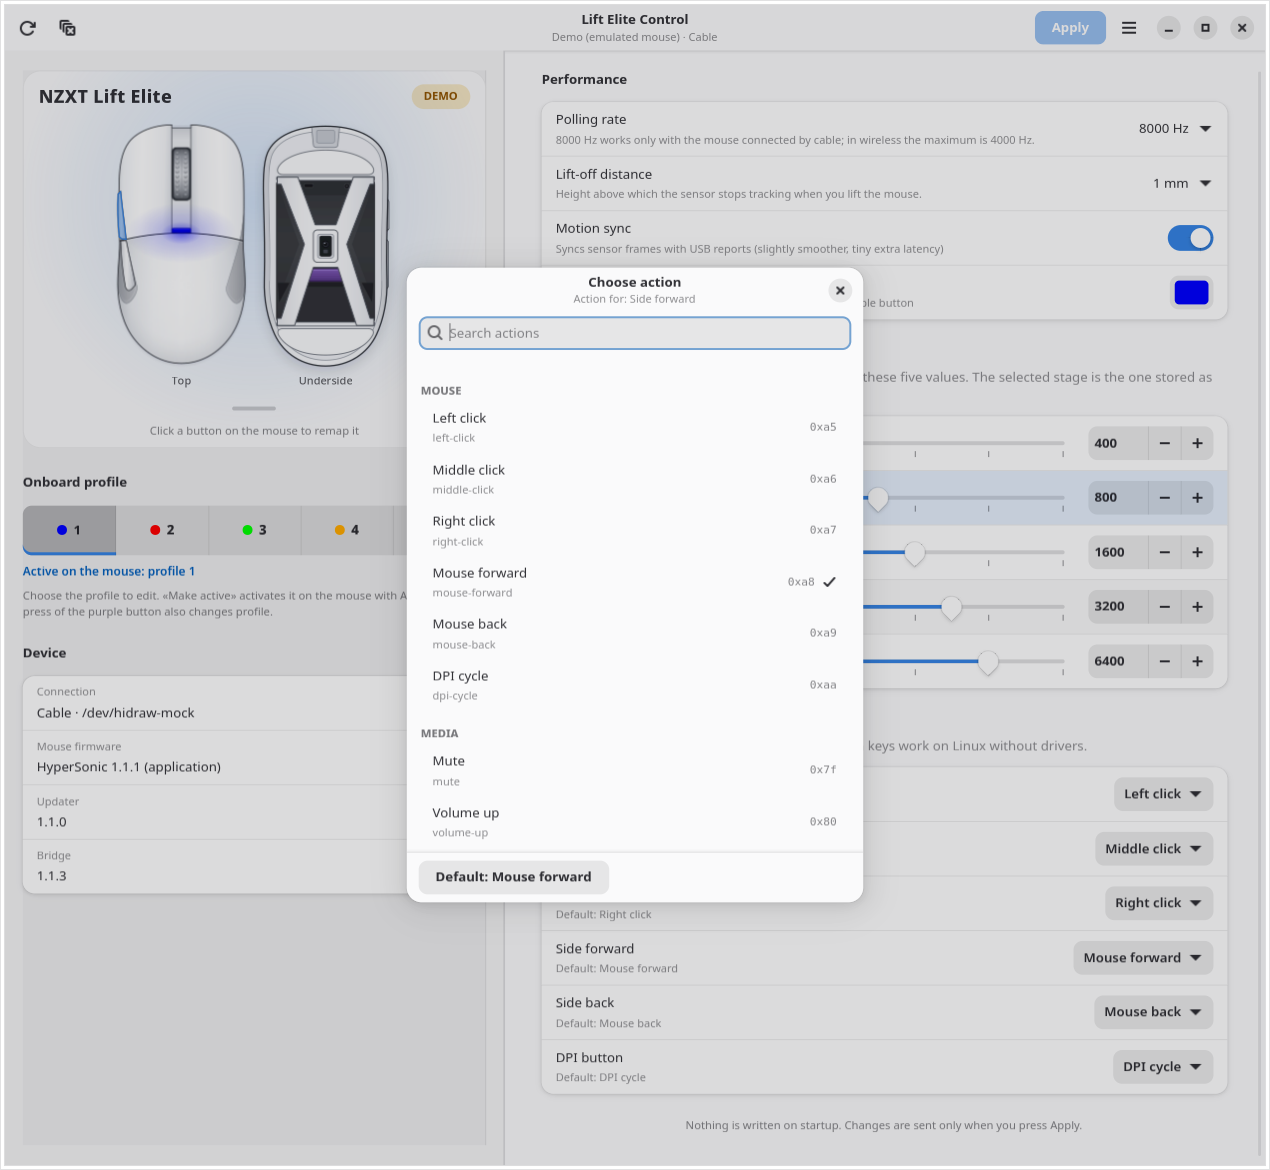 Lift Elite Control
Demo (emulated mouse) · Cable
Apply
NZXT Lift Elite
DEMO
Top
Underside
Click a button on the mouse to remap it
Onboard profile
1
2
3
4
Active on the mouse: profile 1
Choose the profile to edit. «Make active» activates it on the mouse with A
press of the purple button also changes profile.
Device
Connection
Cable · /dev/hidraw-mock
Mouse firmware
HyperSonic 1.1.1 (application)
Updater
1.1.0
Bridge
1.1.3
Performance
Polling rate
8000 Hz works only with the mouse connected by cable; in wireless the maximum is 4000 Hz.
8000 Hz
Lift-off distance
Height above which the sensor stops tracking when you lift the mouse.
1 mm
Motion sync
Syncs sensor frames with USB reports (slightly smoother, tiny extra latency)
ple button
these five values. The selected stage is the one stored as
400
800
1600
3200
6400
keys work on Linux without drivers.
Left click
Middle click
Default: Right click
Right click
Side forward
Default: Mouse forward
Mouse forward
Side back
Default: Mouse back
Mouse back
DPI button
Default: DPI cycle
DPI cycle
Nothing is written on startup. Changes are sent only when you press Apply.
Choose action
Action for: Side forward
Search actions
MOUSE
Left click
left-click
0xa5
Middle click
middle-click
0xa6
Right click
right-click
0xa7
Mouse forward
mouse-forward
0xa8
Mouse back
mouse-back
0xa9
DPI cycle
dpi-cycle
0xaa
MEDIA
Mute
mute
0x7f
Volume up
volume-up
0x80
Default: Mouse forward